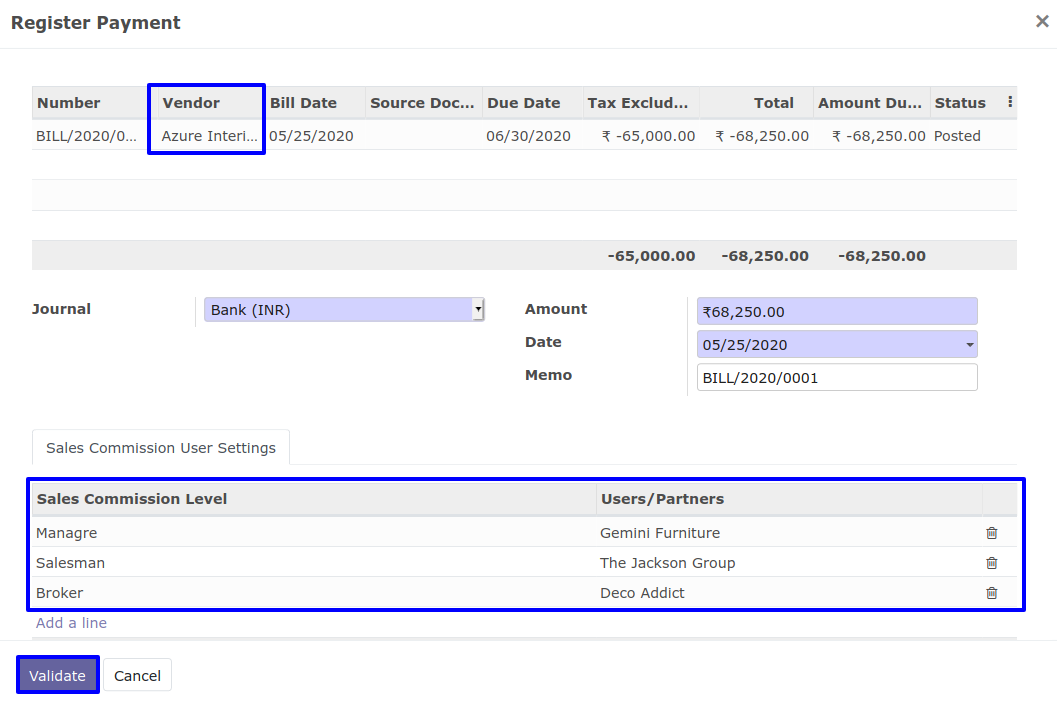 Register Payment
Number Vendor Bill Date Source Doc... Due Date Tax Exclud... Total Amount Du... Status
BILL/2020/0... Azure Interi... 05/25/2020 06/30/2020 ₹ -65,000.00 ₹ -68,250.00 ₹ -68,250.00 Posted
-65,000.00 -68,250.00 -68,250.00
Journal Bank (INR) Amount ₹68,250.00
Date 05/25/2020
Memo BILL/2020/0001
Sales Commission User Settings
Sales Commission Level Users/Partners
Managre Gemini Furniture
Salesman The Jackson Group
Broker Deco Addict
Add a line
Validate Cancel